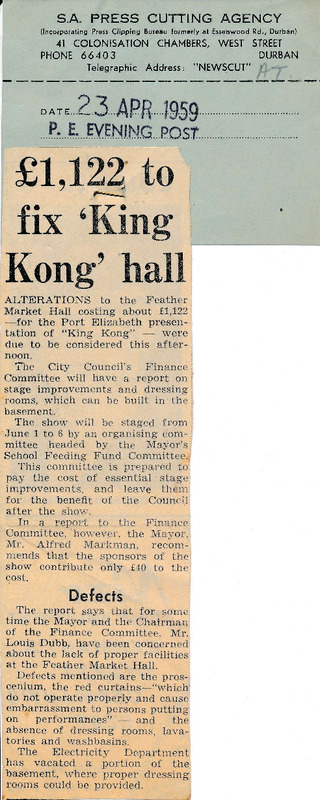 S.A. PRESS CUTTING AGENCY
(Incorporating Press Clipping Bureau formerly at Essenwood Rd., Durban)
41 COLONISATION CHAMBERS, WEST STREET
PHONE 66403 DURBAN
Telegraphic Address: "NEWSCUT" AT
DATE 23 APR 1959
P. E. EVENING POST
£1,122 to
fix ‘King
Kong’ hall
ALTERATIONS to the Feather
Market Hall costing about £1,122
—for the Port Elizabeth presen-
tation of "King Kong" — were
due to be considered this after-
noon.
The City Council's Finance
Committee will have a report on
stage improvements and dressing
rooms, which can be built in the
basement.
The show will be staged from
June 1 to 6 by an organising com-
mittee headed by the Mayor's
School Feeding Fund Committee.
This committee is prepared to
pay the cost of essential stage
improvements, and leave them
for the benefit of the Council
after the show.
In a report to the Finance
Committee, however, the Mayor,
Mr. Alfred Markman, recom-
mends that the sponsors of the
show contribute only £40 to the
cost.
Defects
The report says that for some
time the Mayor and the Chairman
of the Finance Committee, Mr.
Louis Dubb, have been concerned
about the lack of proper facilities
at the Feather Market Hall.
Defects mentioned are the pros-
cenium, the red curtains—"which
do not operate properly and cause
embarrassment to persons putting
on performances" — and the
absence of dressing rooms, lava-
tories and washbasins.
The Electricity Department
has vacated a portion of the
basement, where proper dressing
rooms could be provided.